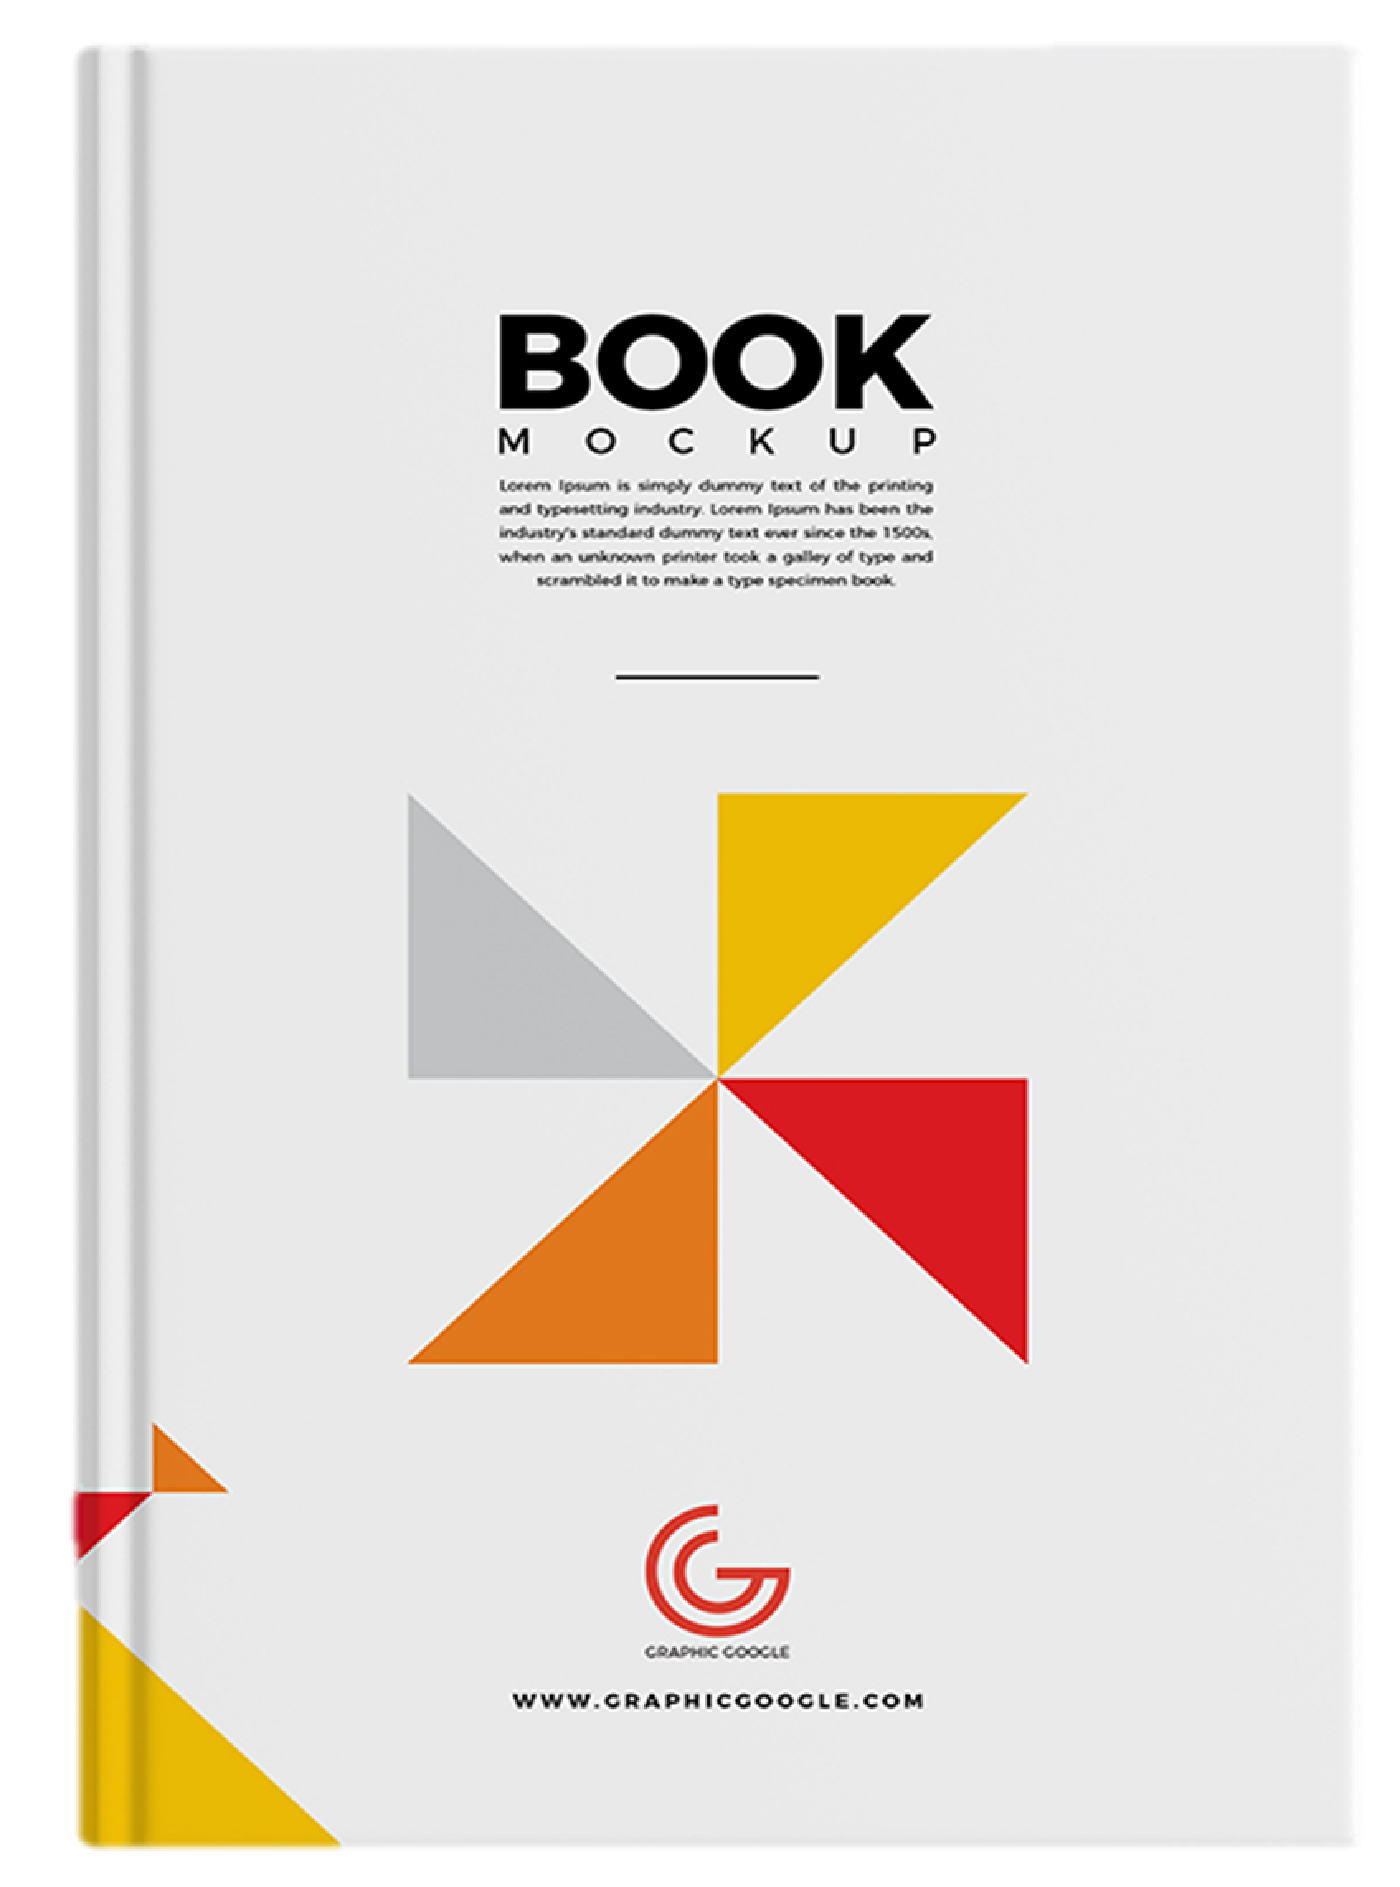 BOOK
MOCKUP
Lorem Ipsum is simply dummy text of the printing
and typesetting industry. Lorem Ipsum has been the
industry's standard dummy text ever since the 1500s,
when an unknown printer took a galley of type and
scrambled it to make a type specimen book.
GRAPHIC GOOGLE
WWW.GRAPHICGOOGLE.COM